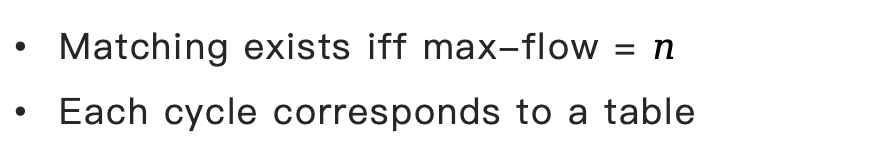 • Matching exists iff max–flow = n
• Each cycle corresponds to a table